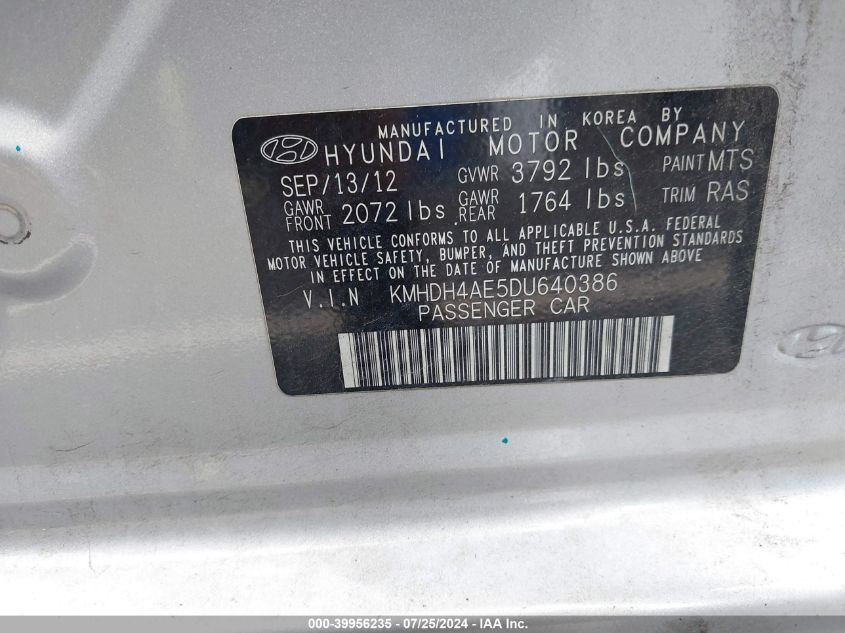 MANUFACTURED IN KOREA BY
HYUNDAI MOTOR COMPANY
SEP/13/12 GVWR 3792 lbs PAINT MTS
GAWR FRONT 2072 lbs. GAWR REAR 1764 lbs TRIM RAS
THIS VEHICLE CONFORMS TO ALL APPLICABLE U.S.A. FEDERAL
MOTOR VEHICLE SAFETY, BUMPER, AND THEFT PREVENTION STANDARDS
IN EFFECT ON THE DATE OF MANUFACTURE SHOWN ABOVE.
V.I.N KMHDH4AE5DU640386
PASSENGER CAR
000-39956235 - 07/25/2024 - IAA Inc.